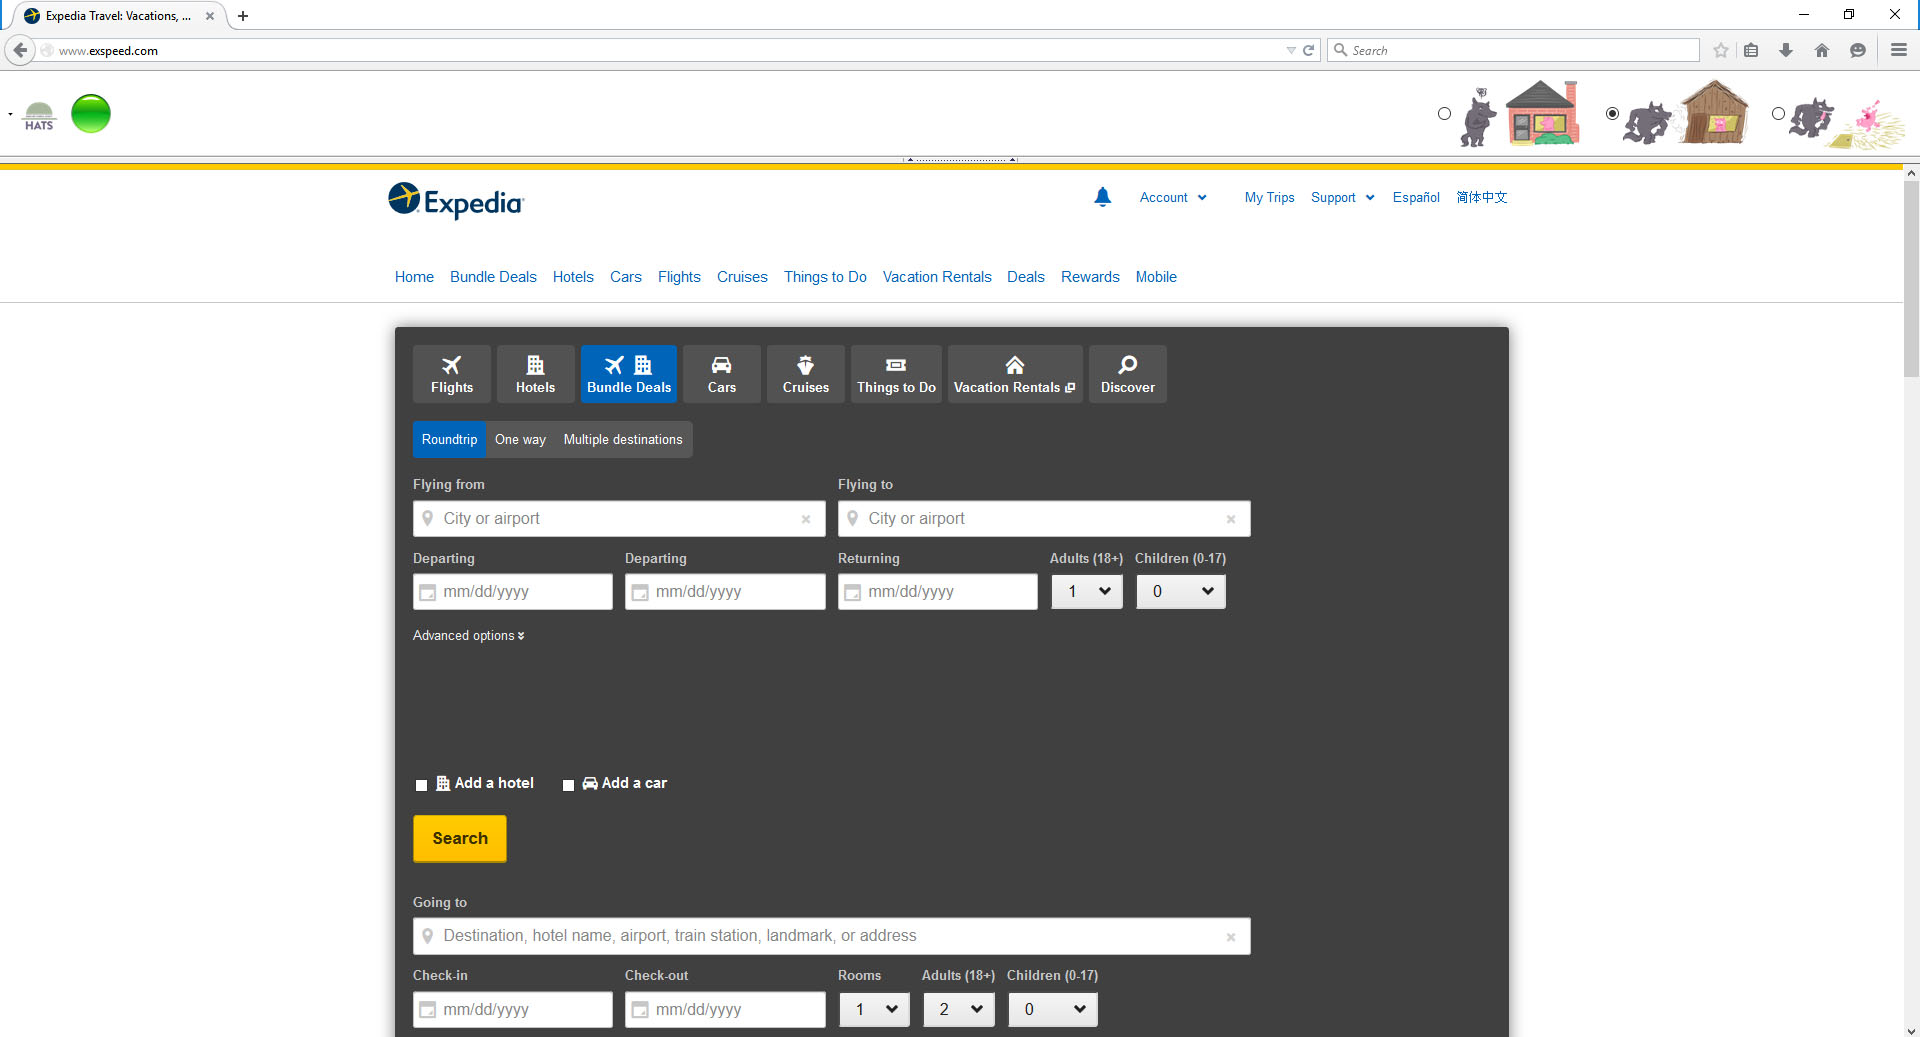 Expedia Travel: Vacations, ...
www.exspeed.com
Search
HATS
Expedia
Account
My Trips
Support
Español
简体中文
Home
Bundle Deals
Hotels
Cars
Flights
Cruises
Things to Do
Vacation Rentals
Deals
Rewards
Mobile
Flights
Hotels
Bundle Deals
Cars
Cruises
Things to Do
Vacation Rentals
Discover
Roundtrip
One way
Multiple destinations
Flying from
Flying to
City or airport
City or airport
Departing
Departing
Returning
Adults (18+)
Children (0-17)
mm/dd/yyyy
mm/dd/yyyy
mm/dd/yyyy
1
0
Advanced options
Add a hotel
Add a car
Search
Going to
Destination, hotel name, airport, train station, landmark, or address
Check-in
Check-out
Rooms
Adults (18+)
Children (0-17)
mm/dd/yyyy
mm/dd/yyyy
1
2
0